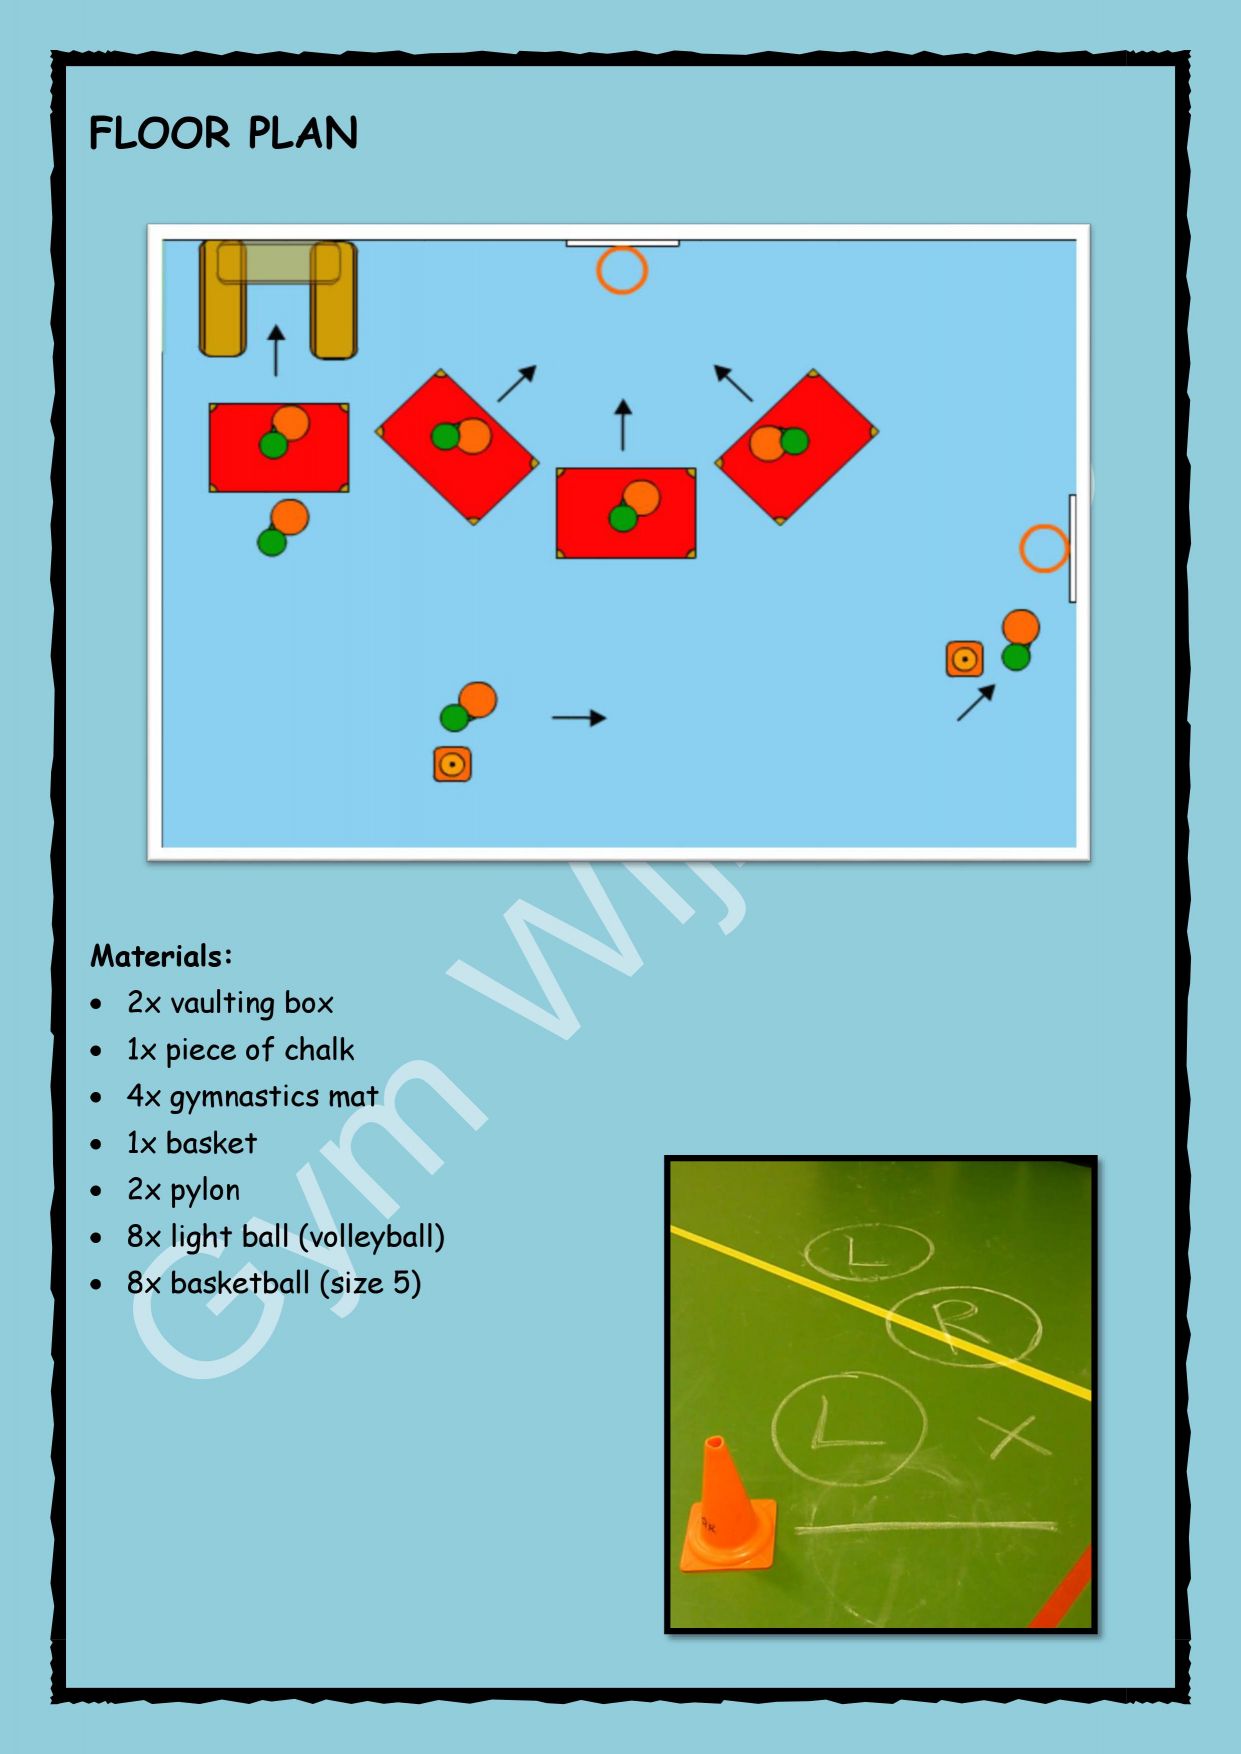 FLOOR PLAN
Materials:
• 2x vaulting box
• 1x piece of chalk
• 4x gymnastics mat
• 1x basket
• 2x pylon
• 8x light ball (volleyball)
• 8x basketball (size 5)
Gym
L
R
L X